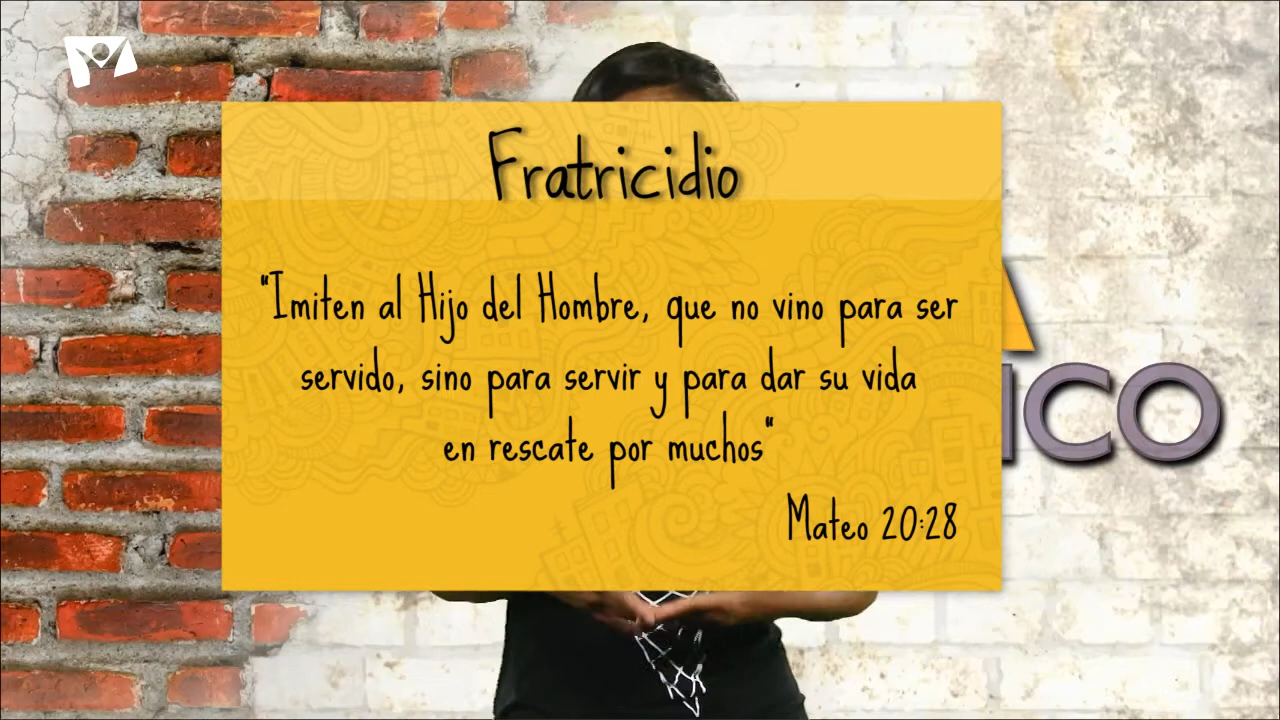 Fratricidio
"Imiten al Hijo del Hombre, que no vino para ser
servido, sino para servir y para dar su vida
en rescate por muchos"
Mateo 20:28